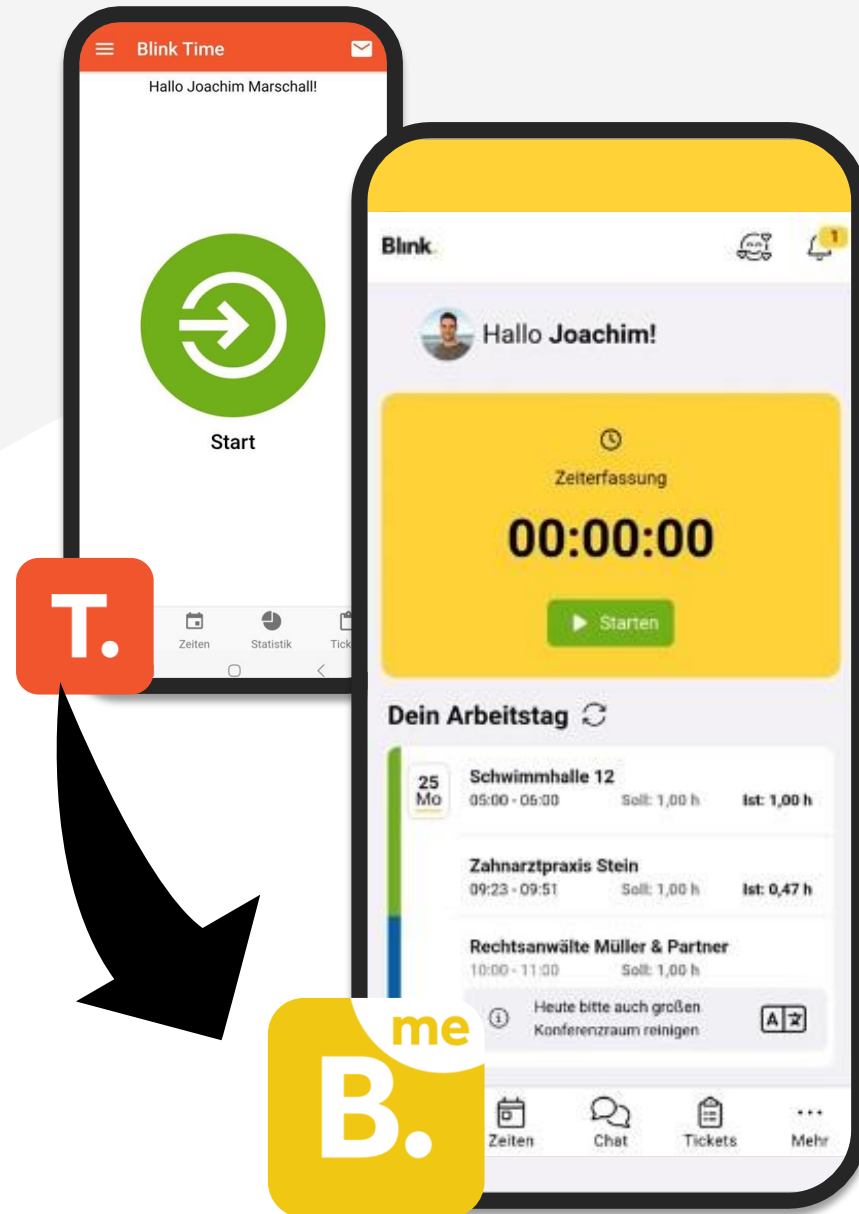 Blink Time
Hallo Joachim Marschall!
Start
Zeiten Statistik
T.
Blink.
1
Hallo Joachim!
Zeiterfassung
00:00:00
Starten
Dein Arbeitstag
25
Mo
Schwimmhalle 12
05:00 - 06:00 Soll: 1,00 h Ist: 1,00 h
Zahnarztpraxis Stein
09:23 - 09:51 Soll: 1,00 h Ist: 0,47 h
Rechtsanwälte Müller & Partner
10:00 - 11:00 Soll: 1,00 h
Heute bitte auch großen
Konferenzraum reinigen
A 文
me
B.
Zeiten Chat Tickets Mehr